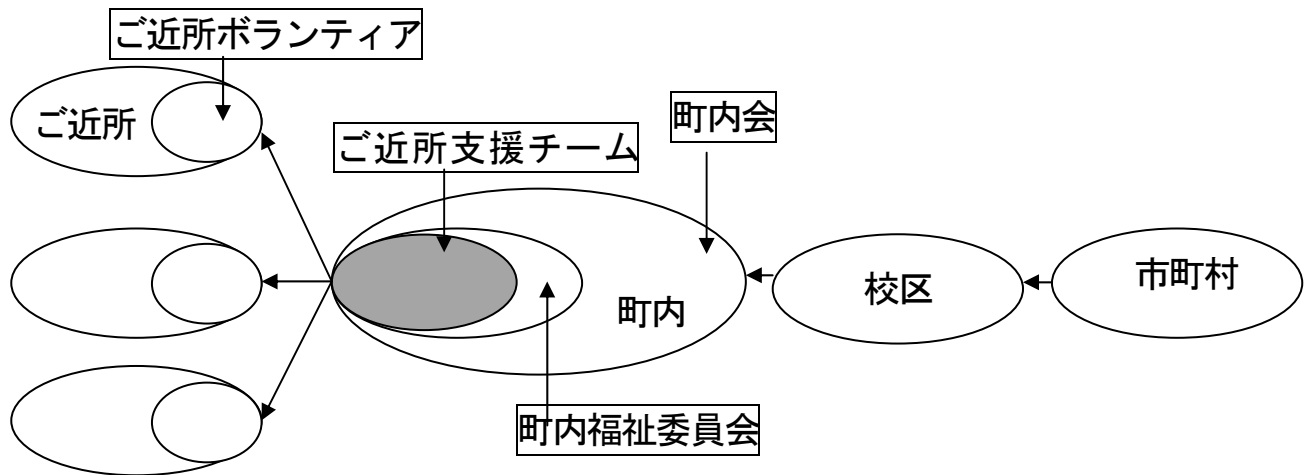 ご近所ボランティア
ご近所
町内会
ご近所支援チーム
町内
校区
市町村
町内福祉委員会